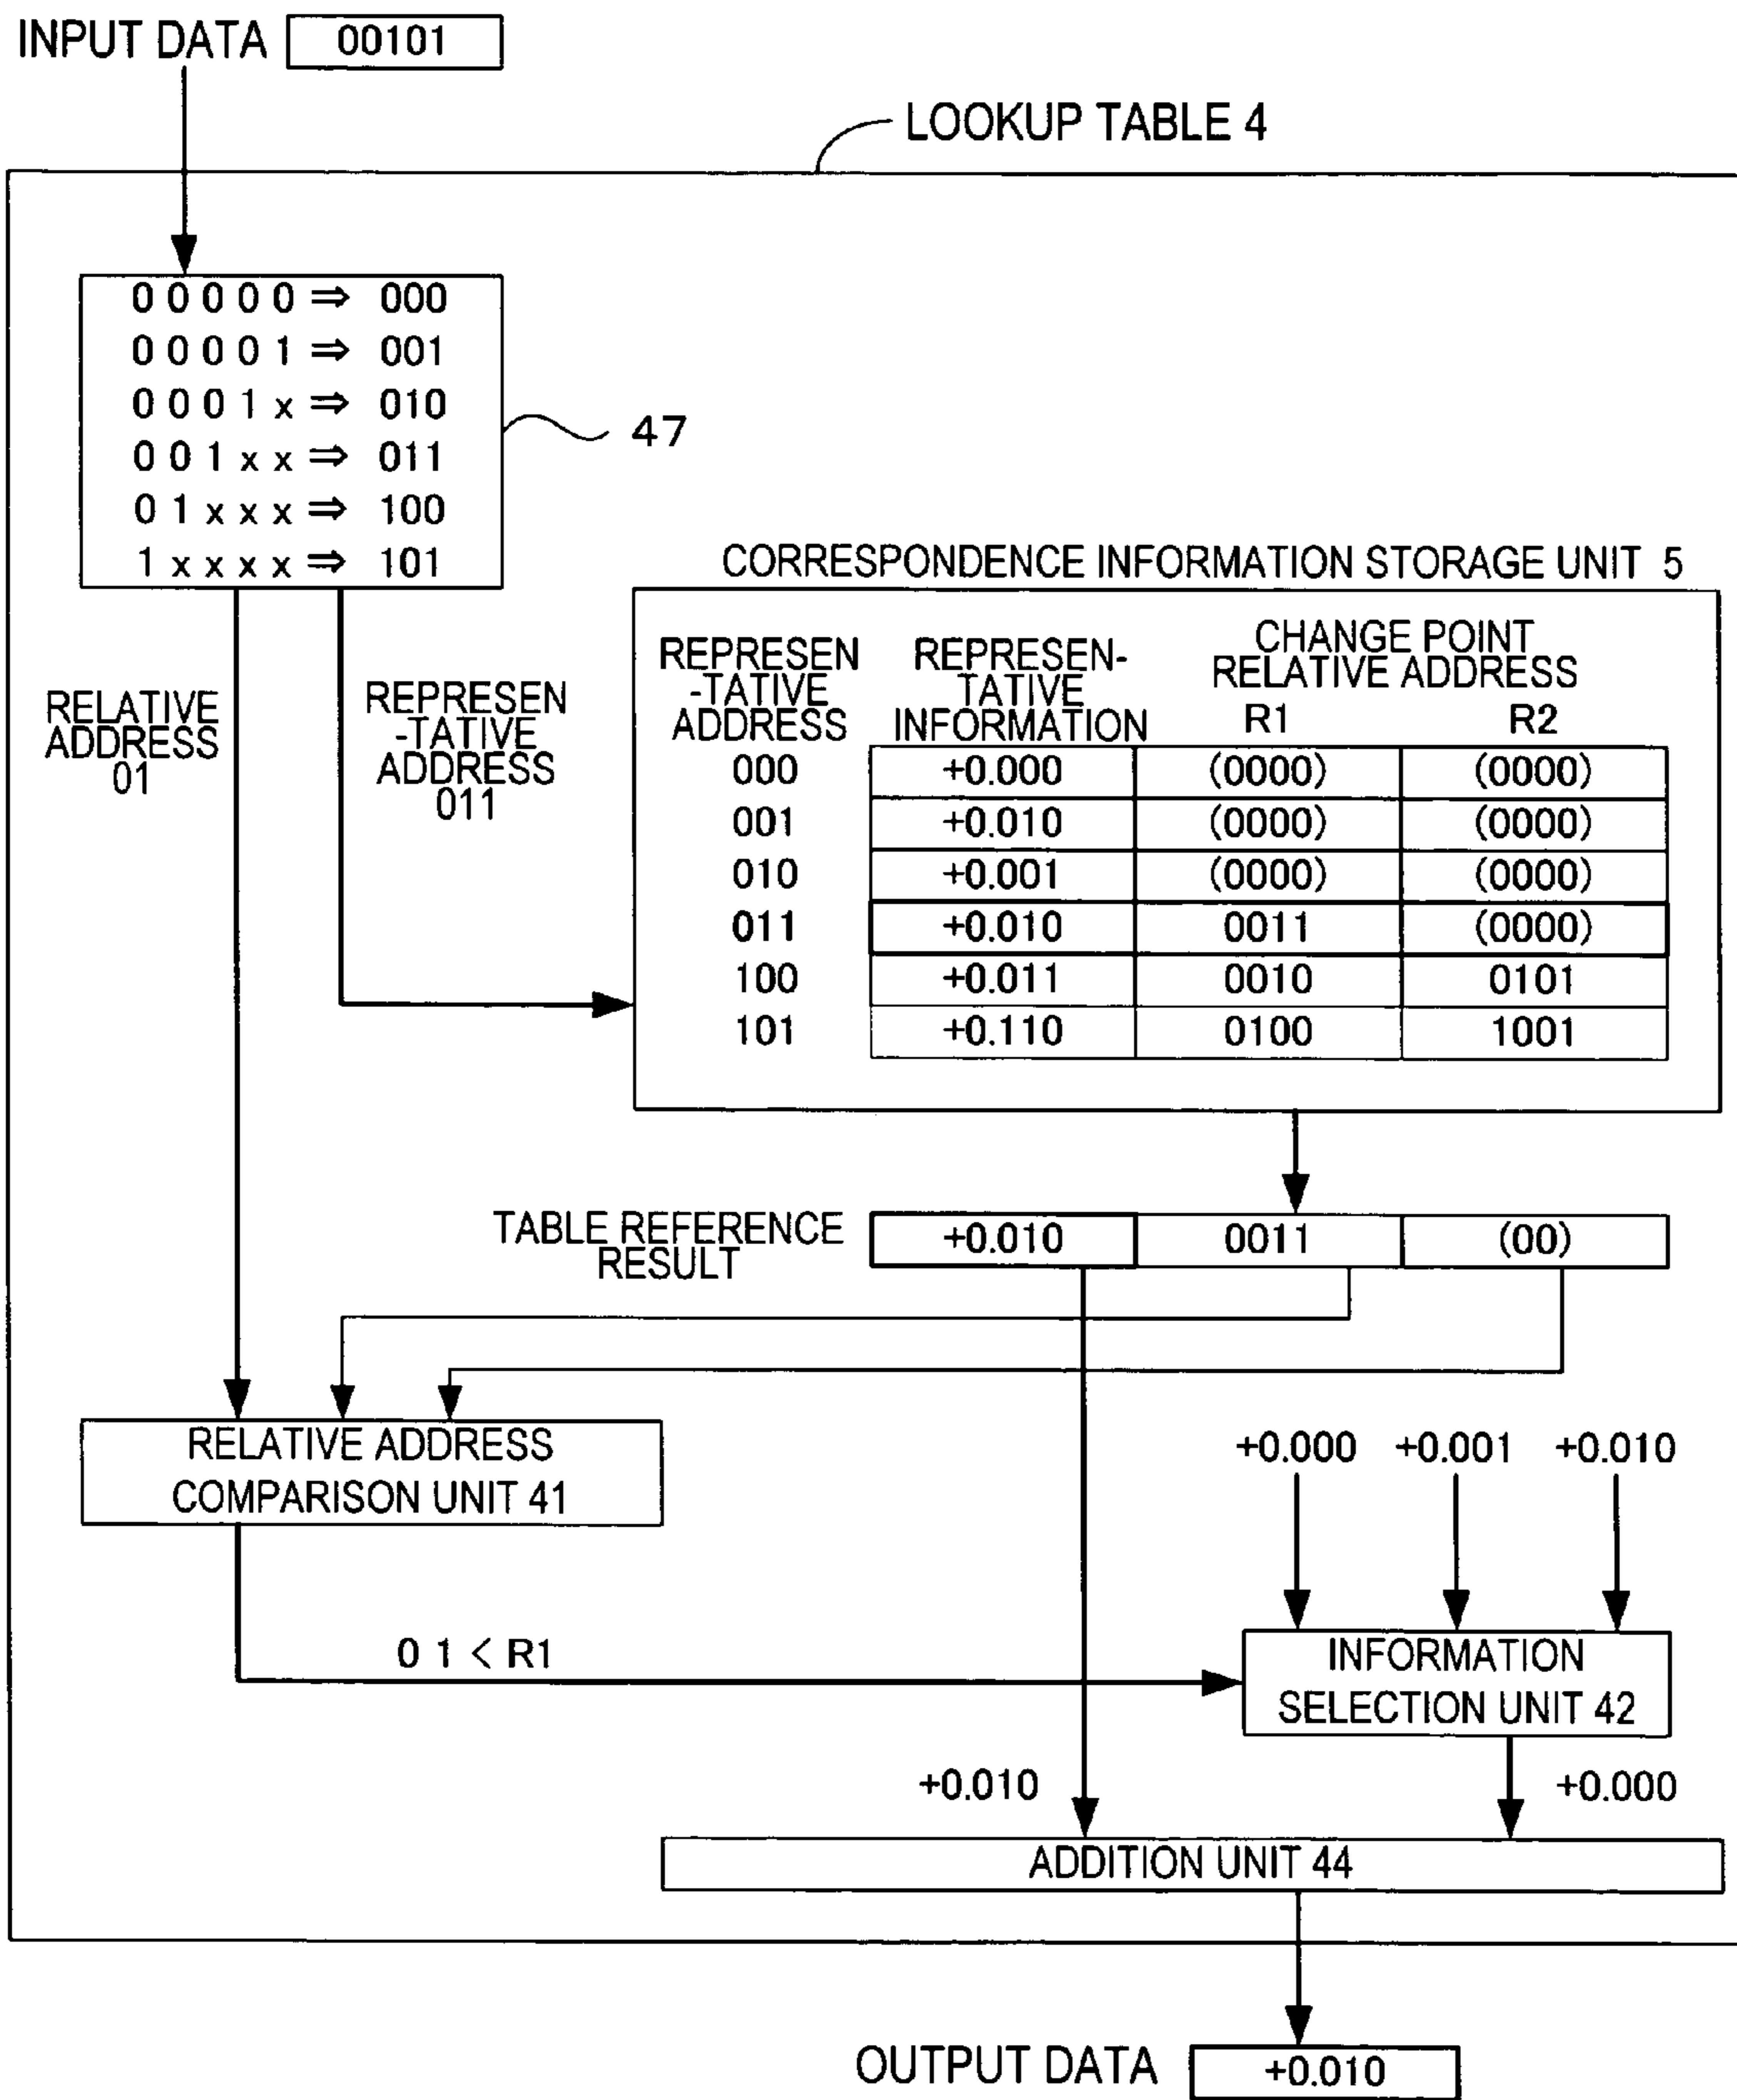 INPUT DATA 00101
LOOKUP TABLE 4
0 0 0 0 0 ⇒ 000
0 0 0 0 1 ⇒ 001
0 0 0 1 x ⇒ 010
0 0 1 x x ⇒ 011
0 1 x x x ⇒ 100
1 x x x x ⇒ 101
47
RELATIVE
ADDRESS
01
REPRESEN
-TATIVE
ADDRESS
011
CORRESPONDENCE INFORMATION STORAGE UNIT 5
REPRESEN
-TATIVE
ADDRESS
REPRESEN-
TATIVE
INFORMATION
CHANGE POINT
RELATIVE ADDRESS
R1 R2
000 +0.000 (0000) (0000)
001 +0.010 (0000) (0000)
010 +0.001 (0000) (0000)
011 +0.010 0011 (0000)
100 +0.011 0010 0101
101 +0.110 0100 1001
TABLE REFERENCE
RESULT
+0.010 0011 (00)
RELATIVE ADDRESS
COMPARISON UNIT 41
+0.000 +0.001 +0.010
0 1 < R1
INFORMATION
SELECTION UNIT 42
+0.010 +0.000
ADDITION UNIT 44
OUTPUT DATA +0.010